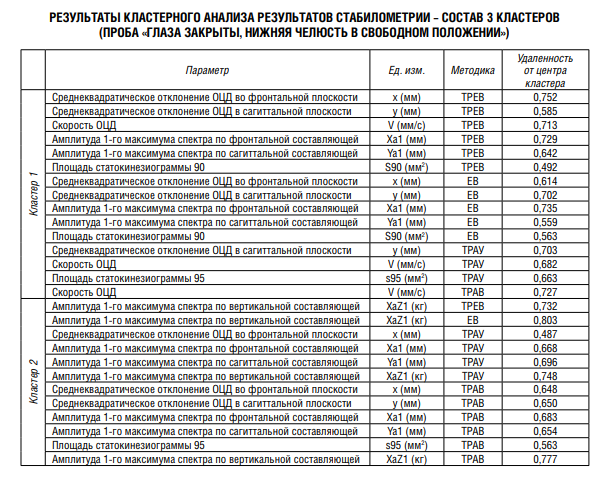 РЕЗУЛЬТАТЫ КЛАСТЕРНОГО АНАЛИЗА РЕЗУЛЬТАТОВ СТАБИЛОМЕТРИИ – СОСТАВ 3 КЛАСТЕРОВ
(ПРОБА «ГЛАЗА ЗАКРЫТЫ, НИЖНЯЯ ЧЕЛЮСТЬ В СВОБОДНОМ ПОЛОЖЕНИИ»)
Параметр Ед. изм. Методика Удаленность от центра кластера
Кластер 1
Среднеквадратическое отклонение ОЦД во фронтальной плоскости x (мм) ТРЕВ 0,752
Среднеквадратическое отклонение ОЦД в сагиттальной плоскости y (мм) ТРЕВ 0,585
Скорость ОЦД V (мм/с) ТРЕВ 0,713
Амплитуда 1-го максимума спектра по фронтальной составляющей Xa1 (мм) ТРЕВ 0,729
Амплитуда 1-го максимума спектра по сагиттальной составляющей Ya1 (мм) ТРЕВ 0,642
Площадь статокинезиограммы 90 S90 (мм²) ТРЕВ 0,492
Среднеквадратическое отклонение ОЦД во фронтальной плоскости x (мм) ЕВ 0,614
Среднеквадратическое отклонение ОЦД в сагиттальной плоскости y (мм) ЕВ 0,702
Амплитуда 1-го максимума спектра по фронтальной составляющей Xa1 (мм) ЕВ 0,735
Амплитуда 1-го максимума спектра по сагиттальной составляющей Ya1 (мм) ЕВ 0,559
Площадь статокинезиограммы 90 S90 (мм²) ЕВ 0,563
Среднеквадратическое отклонение ОЦД в сагиттальной плоскости y (мм) ТРАУ 0,703
Скорость ОЦД V (мм/с) ТРАУ 0,682
Площадь статокинезиограммы 95 s95 (мм²) ТРАУ 0,663
Скорость ОЦД V (мм/с) ТРАВ 0,727
Кластер 2
Амплитуда 1-го максимума спектра по вертикальной составляющей XaZ1 (кг) ТРЕВ 0,732
Амплитуда 1-го максимума спектра по вертикальной составляющей XaZ1 (кг) ЕВ 0,803
Среднеквадратическое отклонение ОЦД во фронтальной плоскости x (мм) ТРАУ 0,487
Амплитуда 1-го максимума спектра по фронтальной составляющей Xa1 (мм) ТРАУ 0,668
Амплитуда 1-го максимума спектра по сагиттальной составляющей Ya1 (мм) ТРАУ 0,696
Амплитуда 1-го максимума спектра по вертикальной составляющей XaZ1 (кг) ТРАУ 0,748
Среднеквадратическое отклонение ОЦД во фронтальной плоскости x (мм) ТРАВ 0,648
Среднеквадратическое отклонение ОЦД в сагиттальной плоскости y (мм) ТРАВ 0,650
Амплитуда 1-го максимума спектра по фронтальной составляющей Xa1 (мм) ТРАВ 0,683
Амплитуда 1-го максимума спектра по сагиттальной составляющей Ya1 (мм) ТРАВ 0,654
Площадь статокинезиограммы 95 s95 (мм²) ТРАВ 0,563
Амплитуда 1-го максимума спектра по вертикальной составляющей XaZ1 (кг) ТРАВ 0,777